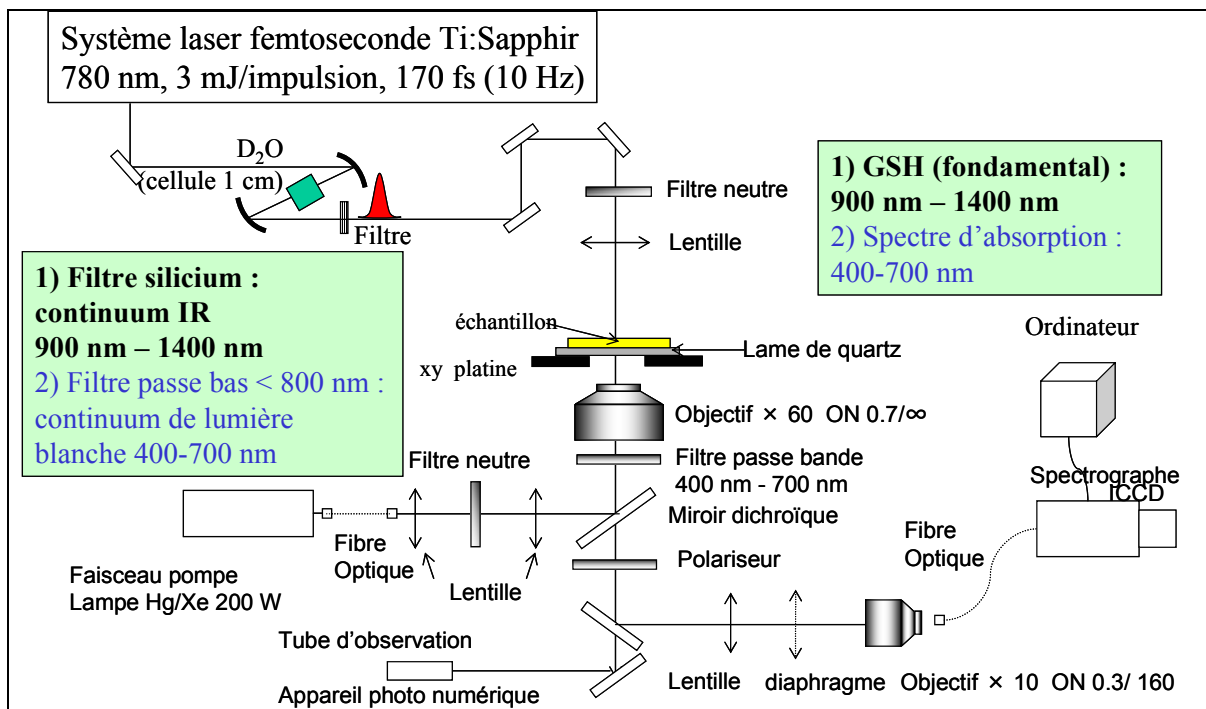 Système laser femtoseconde Ti:Sapphir
780 nm, 3 mJ/impulsion, 170 fs (10 Hz)
D₂O
(cellule 1 cm)
Filtre
Filtre neutre
Lentille
1) GSH (fondamental) :
900 nm – 1400 nm
2) Spectre d’absorption :
400-700 nm
1) Filtre silicium :
continuum IR
900 nm – 1400 nm
2) Filtre passe bas < 800 nm :
continuum de lumière
blanche 400-700 nm
échantillon
Lame de quartz
xy platine
Ordinateur
Objectif × 60 ON 0.7/∞
Filtre passe bande
400 nm - 700 nm
Miroir dichroïque
Filtre neutre
Spectrographe
ICCD
Fibre
Optique
Fibre
Optique
Lentille
Polariseur
Faisceau pompe
Lampe Hg/Xe 200 W
Tube d’observation
Appareil photo numérique
Lentille
diaphragme
Objectif × 10 ON 0.3/ 160